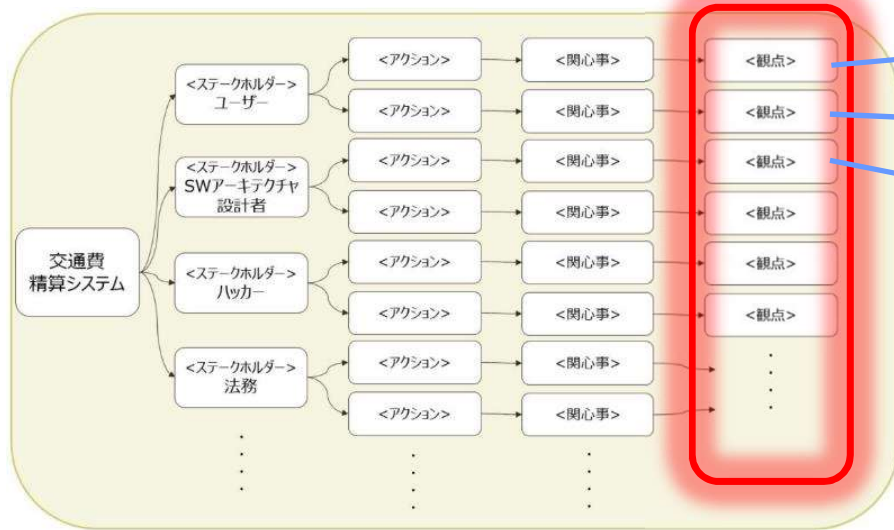 交通費
精算システム
<ステークホルダー>
ユーザー
<アクション>
<関心事>
<観点>
<アクション>
<関心事>
<観点>
<ステークホルダー>
SWアーキテクチャ
設計者
<アクション>
<関心事>
<観点>
<アクション>
<関心事>
<観点>
<ステークホルダー>
ハッカー
<アクション>
<関心事>
<観点>
<アクション>
<関心事>
<観点>
<ステークホルダー>
法務
<アクション>
<関心事>
<アクション>
<関心事>